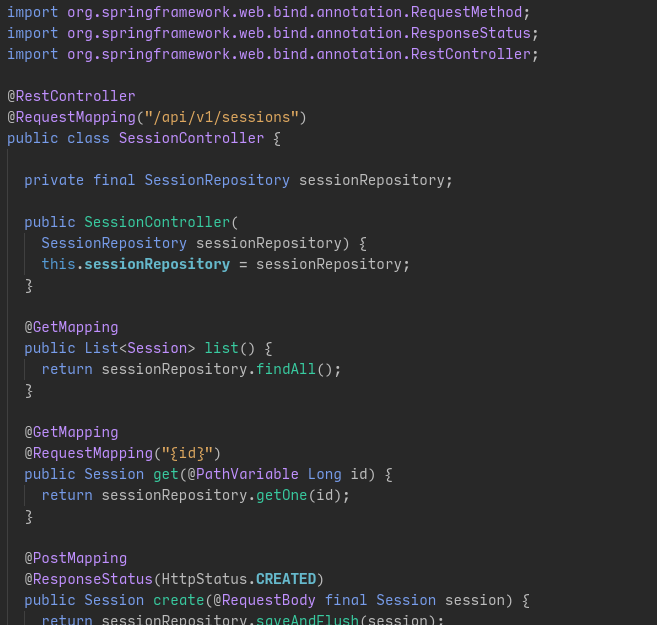 import org.springframework.web.bind.annotation.RequestMethod;
import org.springframework.web.bind.annotation.ResponseStatus;
import org.springframework.web.bind.annotation.RestController;

@RestController
@RequestMapping("/api/v1/sessions")
public class SessionController {

  private final SessionRepository sessionRepository;

  public SessionController(
    SessionRepository sessionRepository) {
    this.sessionRepository = sessionRepository;
  }

  @GetMapping
  public List<Session> list() {
    return sessionRepository.findAll();
  }

  @GetMapping
  @RequestMapping("{id}")
  public Session get(@PathVariable Long id) {
    return sessionRepository.getOne(id);
  }

  @PostMapping
  @ResponseStatus(HttpStatus.CREATED)
  public Session create(@RequestBody final Session session) {
    return sessionRepository.saveAndFlush(session);